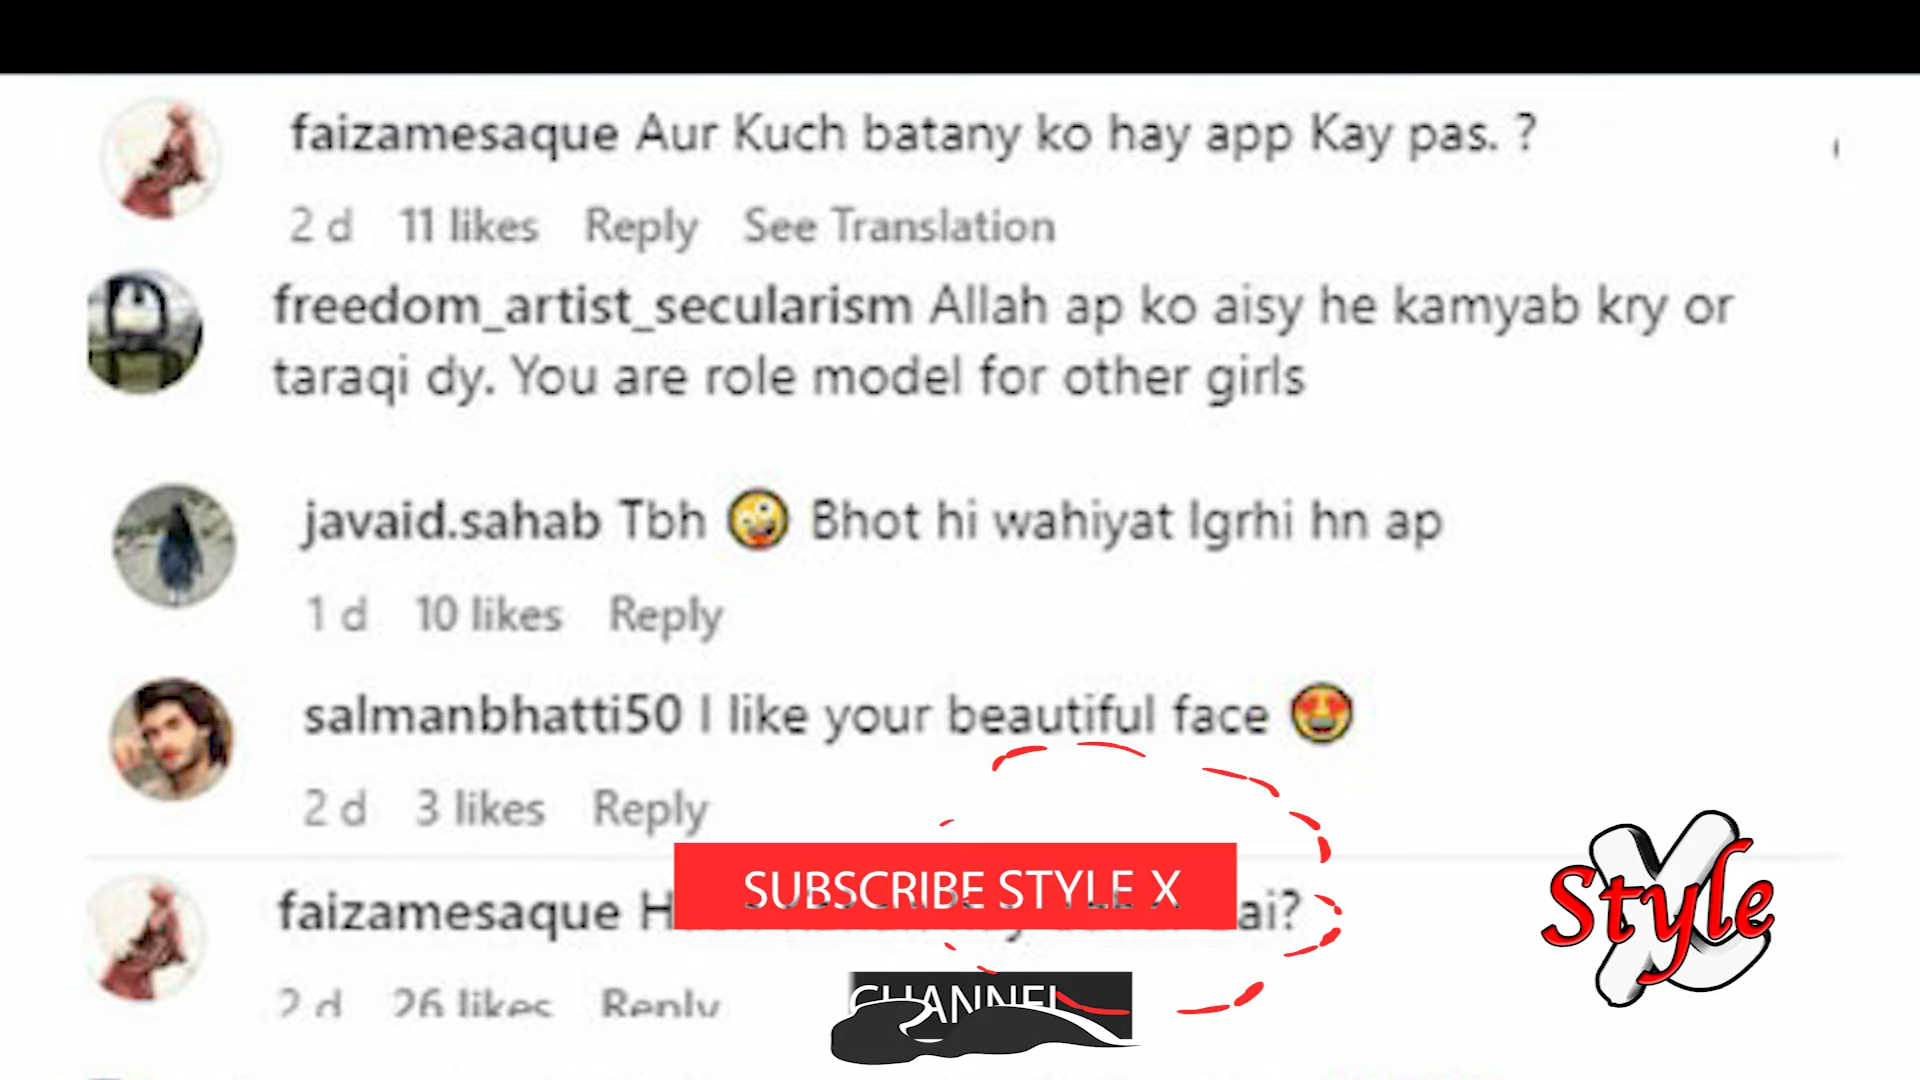 faizamesaque Aur Kuch batany ko hay app Kay pas. ?
2 d 11 likes Reply See Translation
freedom_artist_secularism Allah ap ko aisy he kamyab kry or
taraqi dy. You are role model for other girls
javaid.sahab Tbh 🤪 Bhot hi wahiyat lgrhi hn ap
1 d 10 likes Reply
salmanbhatti50 I like your beautiful face 😍
2 d 3 likes Reply
SUBSCRIBE STYLE X
faizamesaque
2 d 26 likes Reply
CHANNEL
Style X